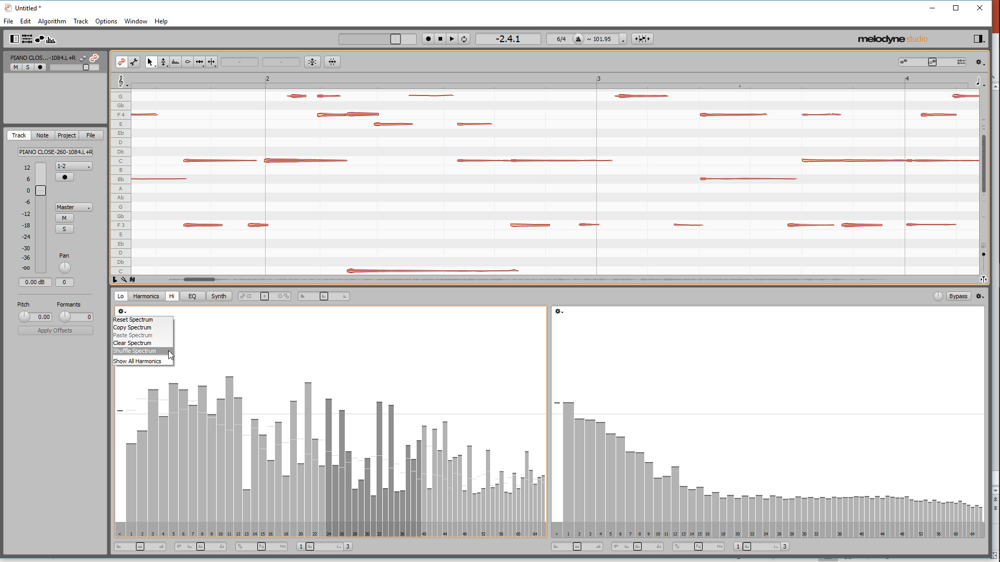 Untitled *
File Edit Algorithm Track Options Window Help
-2.4.1 6/4 ~ 101.95 melodyne studio
PIANO CLOS...-1084.L+R
M S
- -
2 3 4
G
Gb
F 4
E
Eb
D
Db
C
B
Bb
A
Ab
G
Gb
F 3
E
Eb
D
Db
C
Track Note Project File
PIANO CLOSE-260-1084.L+R
12
6
0
-6
-12
-18
-24
-30
-36
-oo
1-2
Master
M
S
Pan
0.00 dB 0
Pitch Formants
0.00 0
Apply Offsets
Lo Harmonics Hi EQ Synth Bypass
Reset Spectrum
Copy Spectrum
Paste Spectrum
Clear Spectrum
Shuffle Spectrum
Show All Harmonics
< 1 2 3 4 5 6 7 8 9 10 11 12 13 14 15 16 18 20 22 24 26 28 30 32 36 40 44 48 52 56 60 64
< 1 2 3 4 5 6 7 8 9 10 11 12 13 14 15 16 18 20 22 24 26 28 30 32 36 40 44 48 52 56 60 64
1 3
1 3